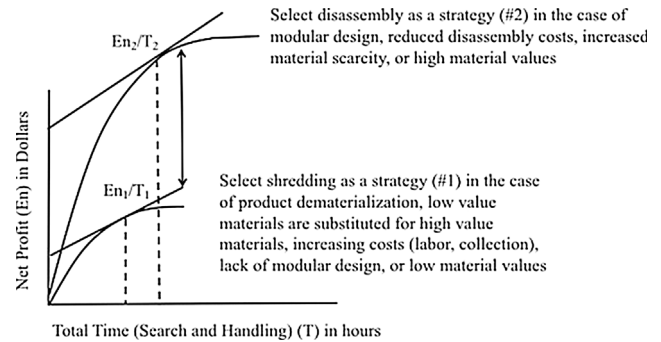 Select disassembly as a strategy (#2) in the case of
modular design, reduced disassembly costs, increased
material scarcity, or high material values
En₂/T₂
En₁/T₁
Select shredding as a strategy (#1) in the case
of product dematerialization, low value
materials are substituted for high value
materials, increasing costs (labor, collection),
lack of modular design, or low material values
Net Profit (En) in Dollars
Total Time (Search and Handling) (T) in hours